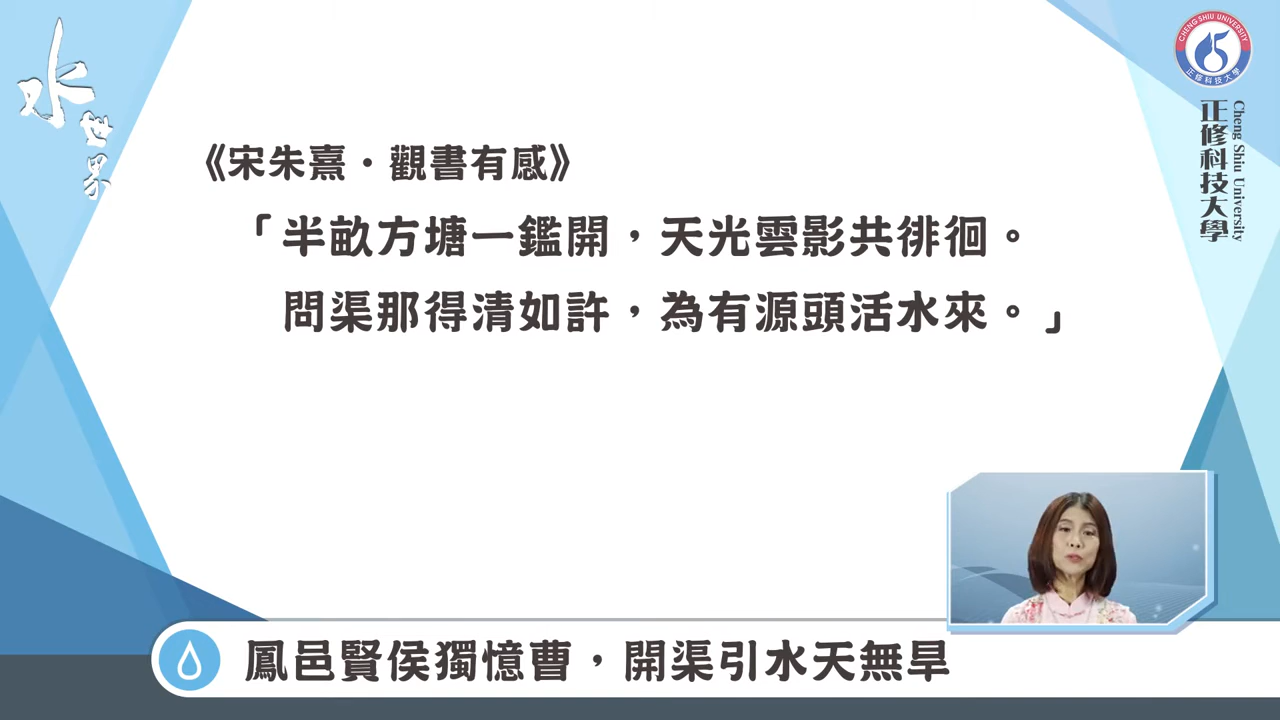 水世界
CHENG SHIU UNIVERSITY
正修科技大學
正修科技大學
Cheng Shiu University
《宋朱熹・觀書有感》
「半畝方塘一鑑開，天光雲影共徘徊。
問渠那得清如許，為有源頭活水來。」
鳳邑賢侯獨憶曹，開渠引水天無旱